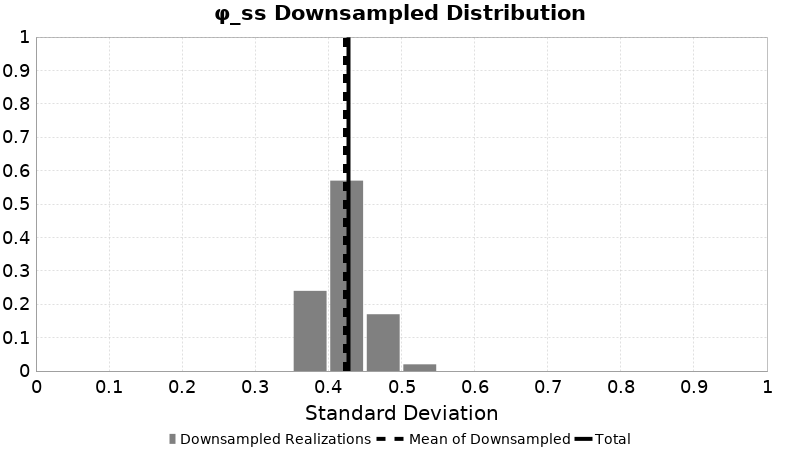 φ_ss Downsampled Distribution
1
0.9
0.8
0.7
0.6
0.5
0.4
0.3
0.2
0.1
0
0 0.1 0.2 0.3 0.4 0.5 0.6 0.7 0.8 0.9 1
Standard Deviation
Downsampled Realizations Mean of Downsampled Total